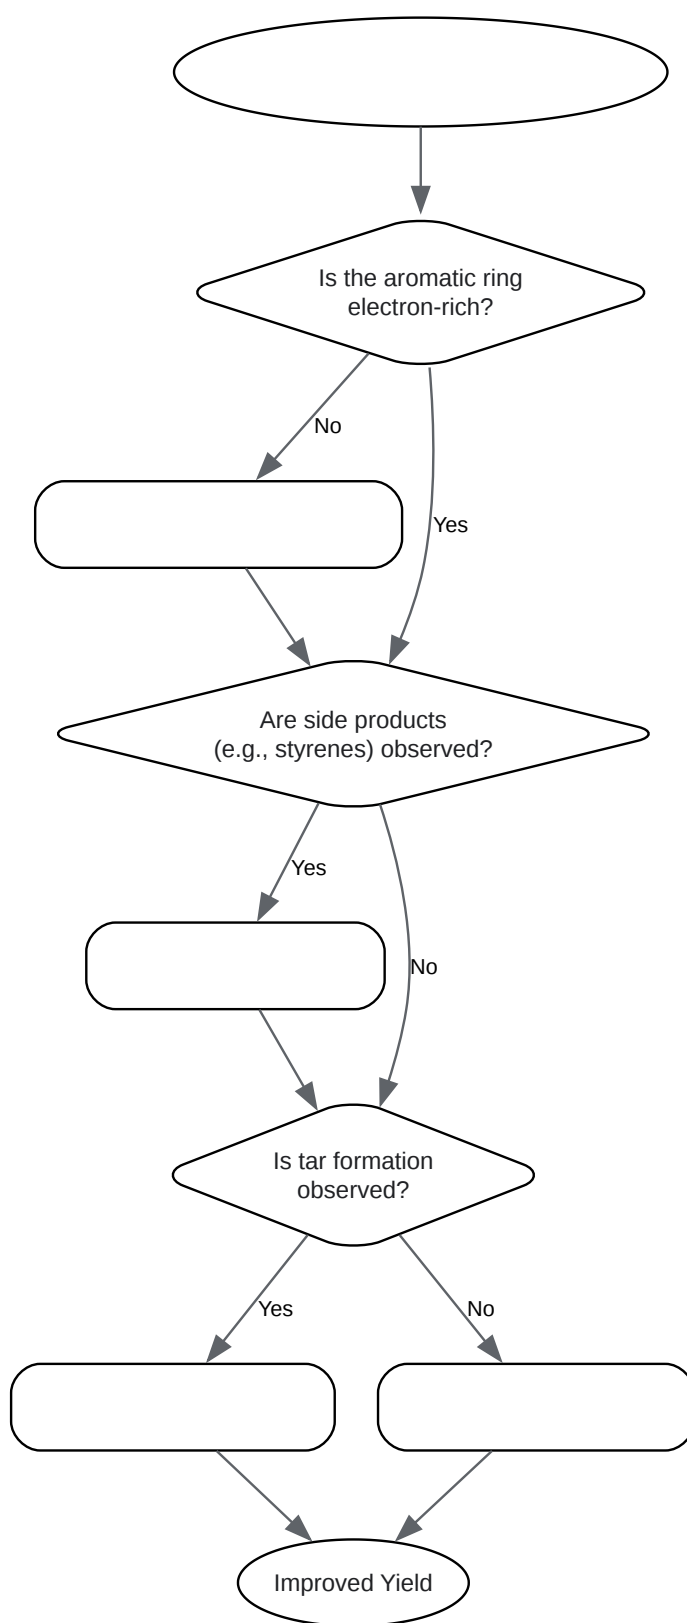 Is the aromatic ring
electron-rich?
No
Yes
Are side products
(e.g., styrenes) observed?
Yes
No
Is tar formation
observed?
Yes
No
Improved Yield